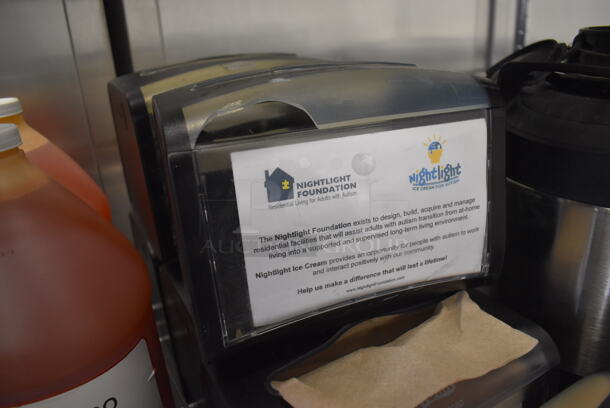 NIGHTLIGHT
FOUNDATION
Residential Living for Adults with Autism
Nightlight
ICE CREAM FOR AUTISM
The Nightlight Foundation exists to design, build, acquire and manage
residential facilities that will assist adults with autism transition from at-home
living into a supported and supervised long-term living environment.
Nightlight Ice Cream provides an opportunity for people with autism to work
and interact positively with our community.
Help us make a difference that will last a lifetime!
www.NightlightFoundation.com